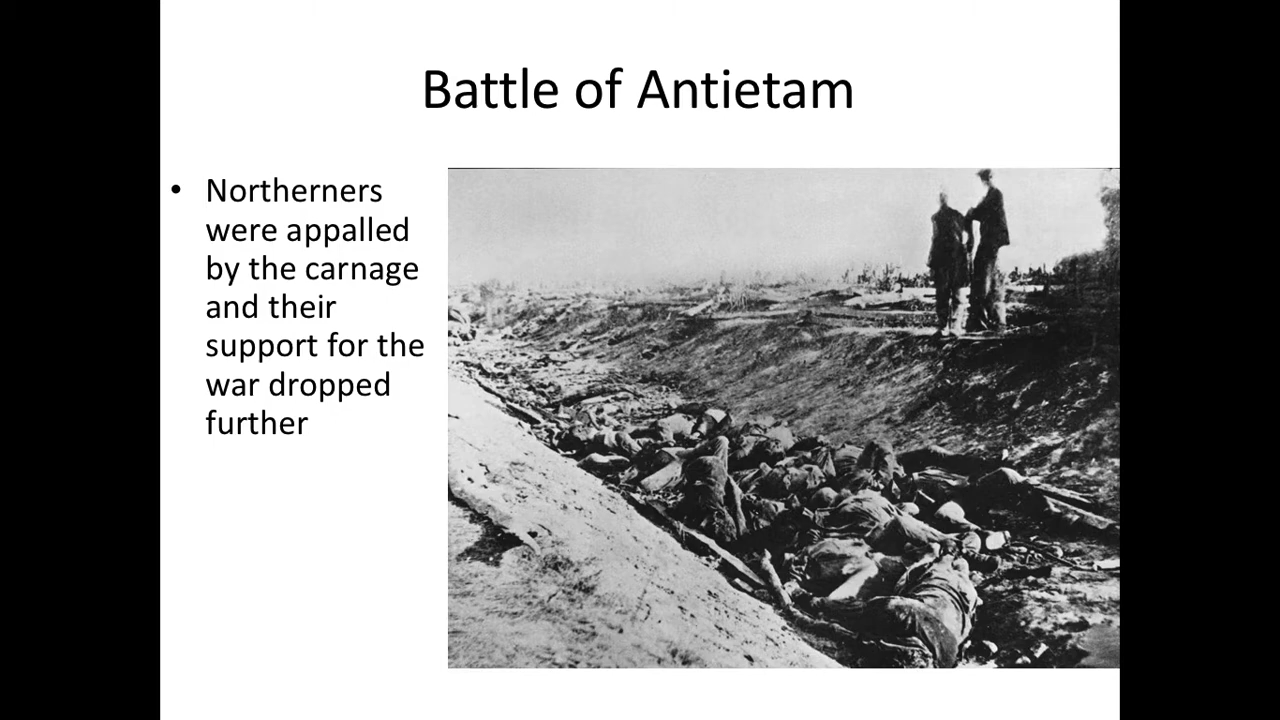 Battle of Antietam
• Northerners
were appalled
by the carnage
and their
support for the
war dropped
further